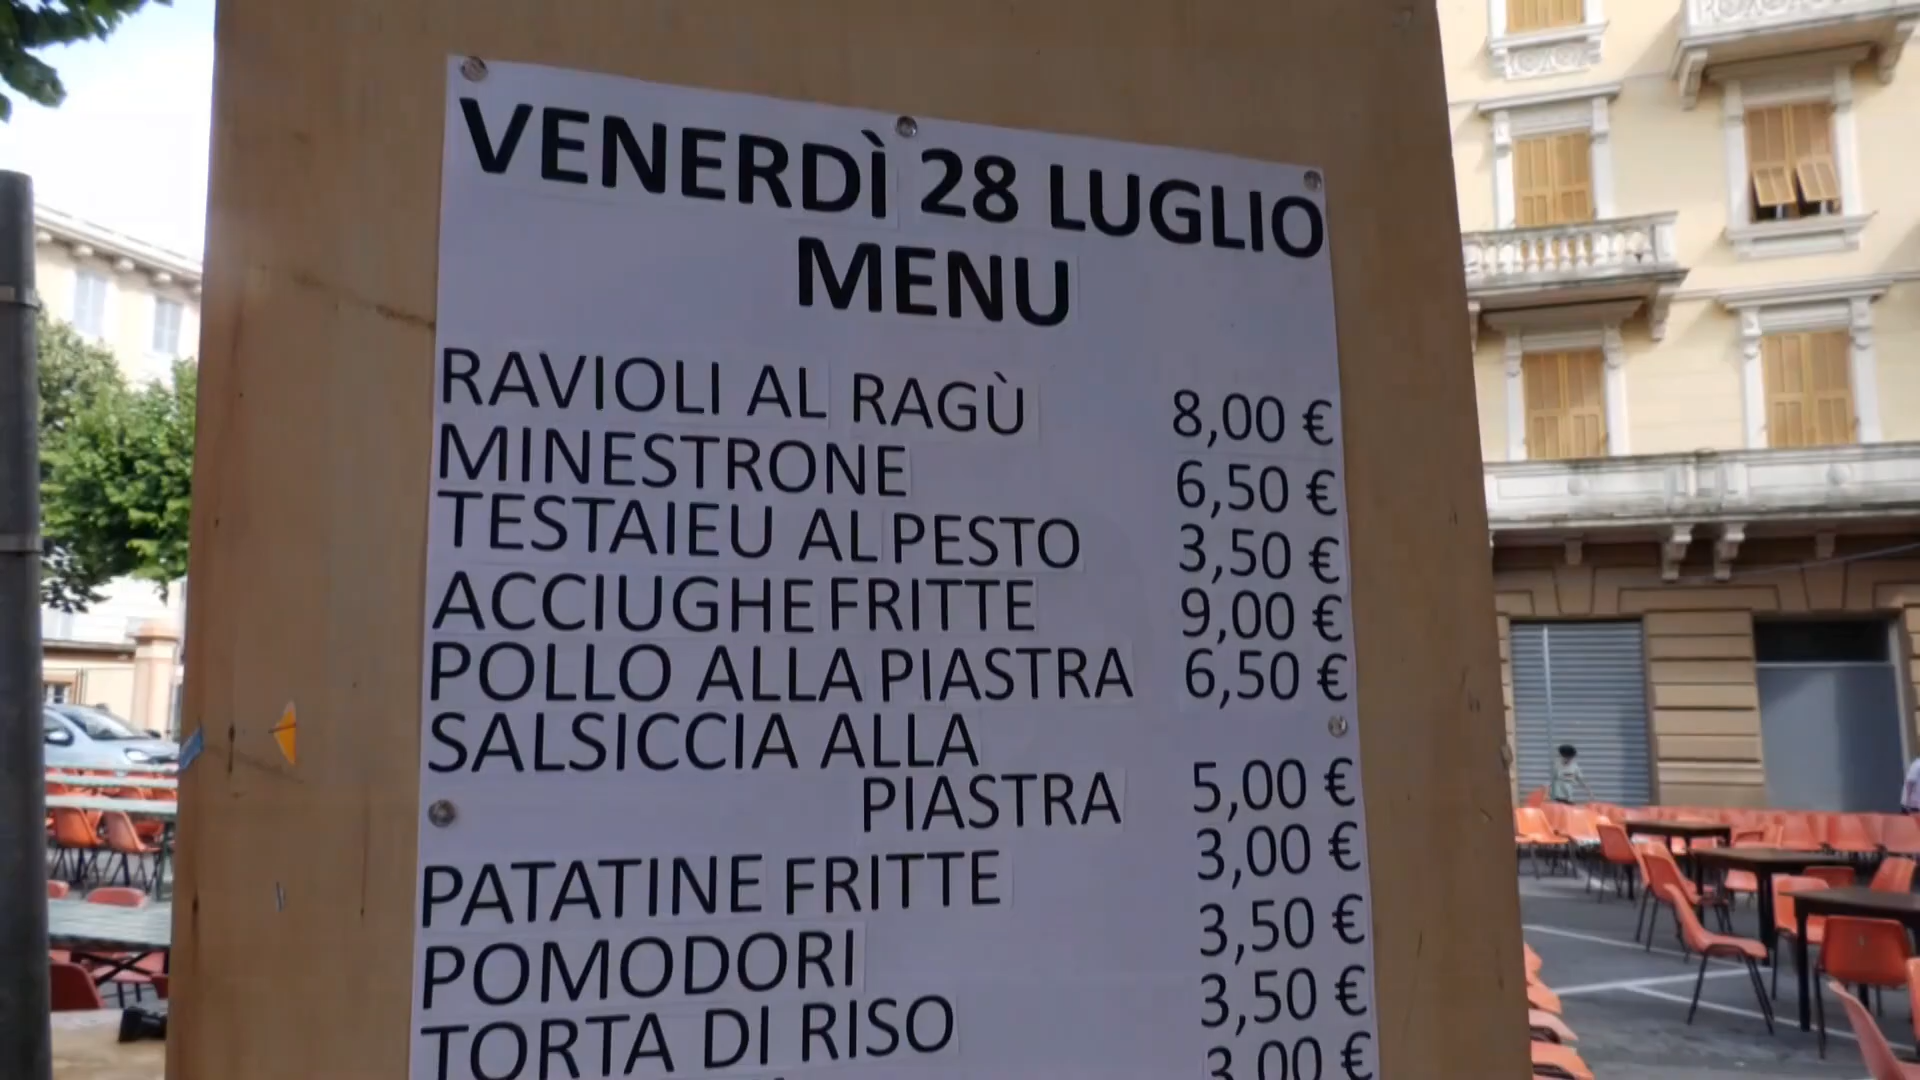 VENERDÌ 28 LUGLIO
MENU
RAVIOLI AL RAGÙ 8,00 €
MINESTRONE 6,50 €
TESTAIEU AL PESTO 3,50 €
ACCIUGHE FRITTE 9,00 €
POLLO ALLA PIASTRA 6,50 €
SALSICCIA ALLA
PIASTRA 5,00 €
PATATINE FRITTE 3,00 €
POMODORI 3,50 €
TORTA DI RISO 3,50 €
3,00 €